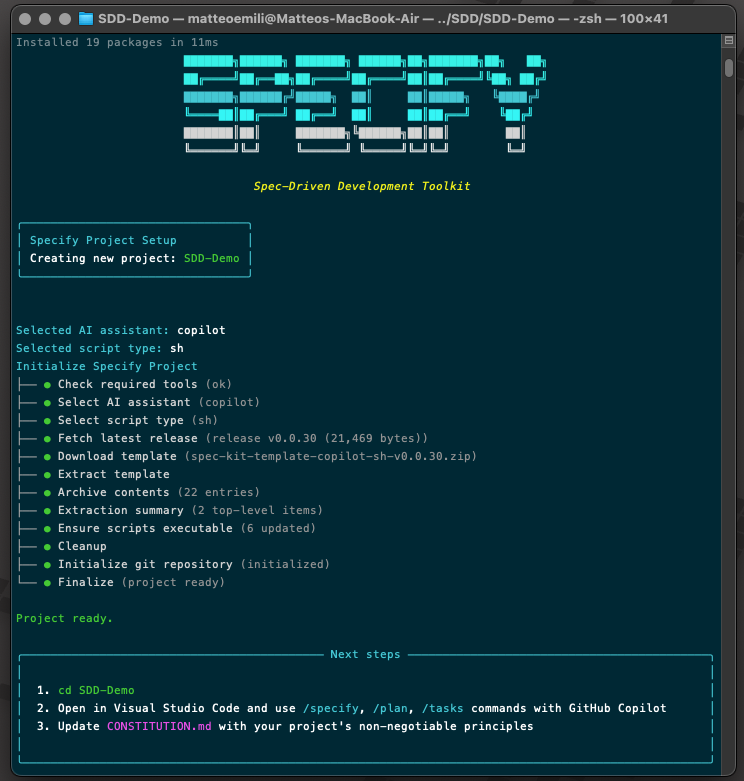 SDD-Demo — matteoemili@Matteos-MacBook-Air — ../SDD/SDD-Demo — -zsh — 100×41
Installed 19 packages in 11ms
SPECIFY
Spec-Driven Development Toolkit
Specify Project Setup
Creating new project: SDD-Demo
Selected AI assistant: copilot
Selected script type: sh
Initialize Specify Project
├── ● Check required tools (ok)
├── ● Select AI assistant (copilot)
├── ● Select script type (sh)
├── ● Fetch latest release (release v0.0.30 (21,469 bytes))
├── ● Download template (spec-kit-template-copilot-sh-v0.0.30.zip)
├── ● Extract template
├── ● Archive contents (22 entries)
├── ● Extraction summary (2 top-level items)
├── ● Ensure scripts executable (6 updated)
├── ● Cleanup
├── ● Initialize git repository (initialized)
└── ● Finalize (project ready)
Project ready.
Next steps
1. cd SDD-Demo
2. Open in Visual Studio Code and use /specify, /plan, /tasks commands with GitHub Copilot
3. Update CONSTITUTION.md with your project's non-negotiable principles